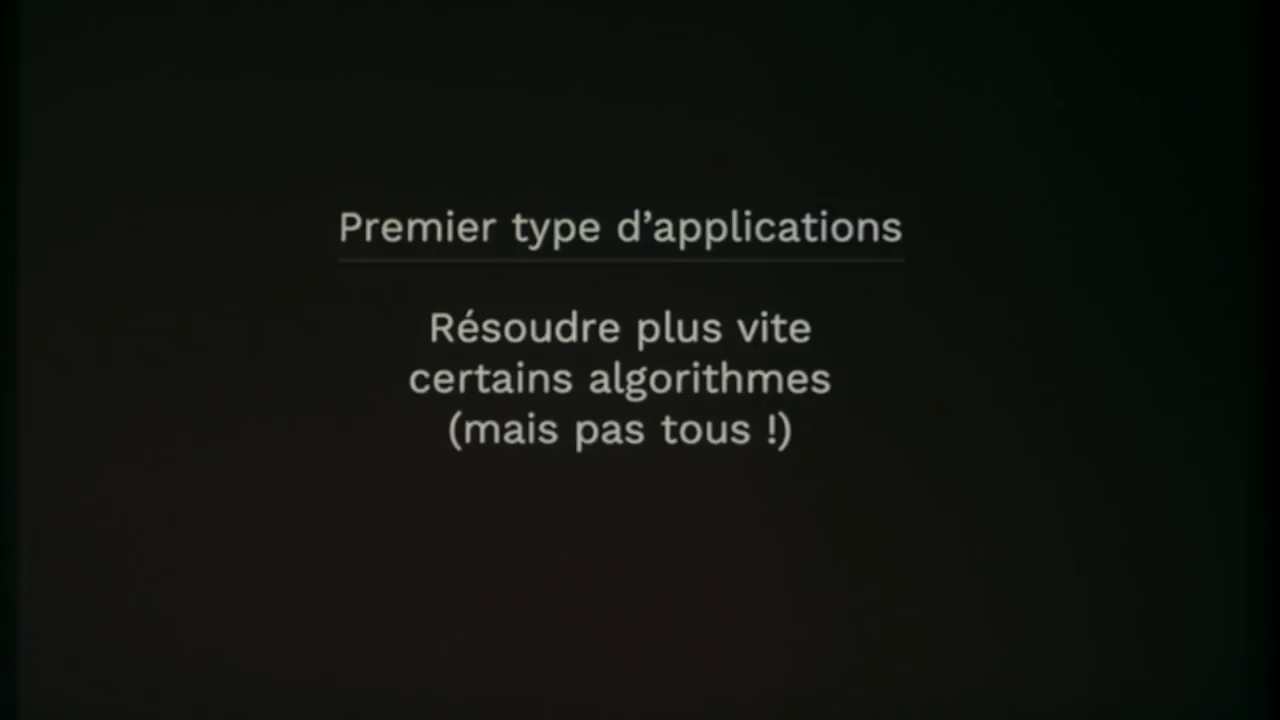 Premier type d’applications
Résoudre plus vite
certains algorithmes
(mais pas tous !)